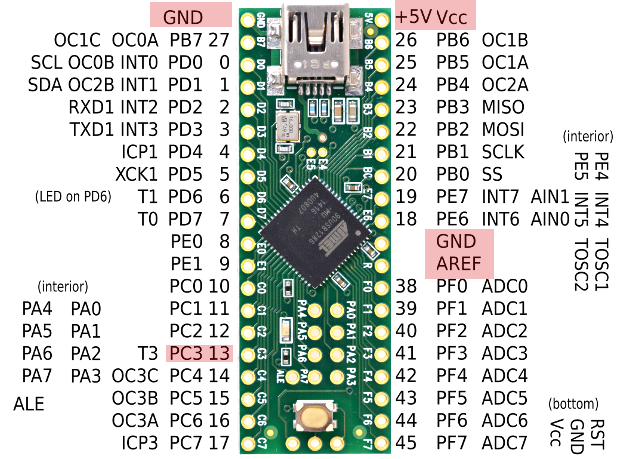 GND +5V Vcc
OC1C OC0A PB7 27 26 PB6 OC1B
SCL OC0B INT0 PD0 0 25 PB5 OC1A
SDA OC2B INT1 PD1 1 24 PB4 OC2A
RXD1 INT2 PD2 2 23 PB3 MISO
TXD1 INT3 PD3 3 22 PB2 MOSI
ICP1 PD4 4 21 PB1 SCLK
XCK1 PD5 5 20 PB0 SS
(LED on PD6) T1 PD6 6 19 PE7 INT7 AIN1
T0 PD7 7 18 PE6 INT6 AIN0
PE0 8 GND
PE1 9 AREF
PC0 10 38 PF0 ADC0
PC1 11 39 PF1 ADC1
PC2 12 40 PF2 ADC2
T3 PC3 13 41 PF3 ADC3
OC3C PC4 14 42 PF4 ADC4
OC3B PC5 15 43 PF5 ADC5
OC3A PC6 16 44 PF6 ADC6
ICP3 PC7 17 45 PF7 ADC7
(interior)
PA4 PA0
PA5 PA1
PA6 PA2
PA7 PA3
ALE
(interior)
PE4 INT4 TOSC1
PE5 INT5 TOSC2
(bottom)
RST
GND
Vcc
GND
B7
D0
D1
D2
D3
D4
D5
D6
D7
E0
E1
C0
C1
C2
C3
C4
C5
C6
C7
5V
B6
B5
B4
B3
B2
B1
B0
E7
E6
F0
F1
F2
F3
F4
F5
F6
F7
E5 E4
PA4 PA0
PA5 PA1
PA6 PA2
PA7 PA3
ALE
ATMEL
90USB1286